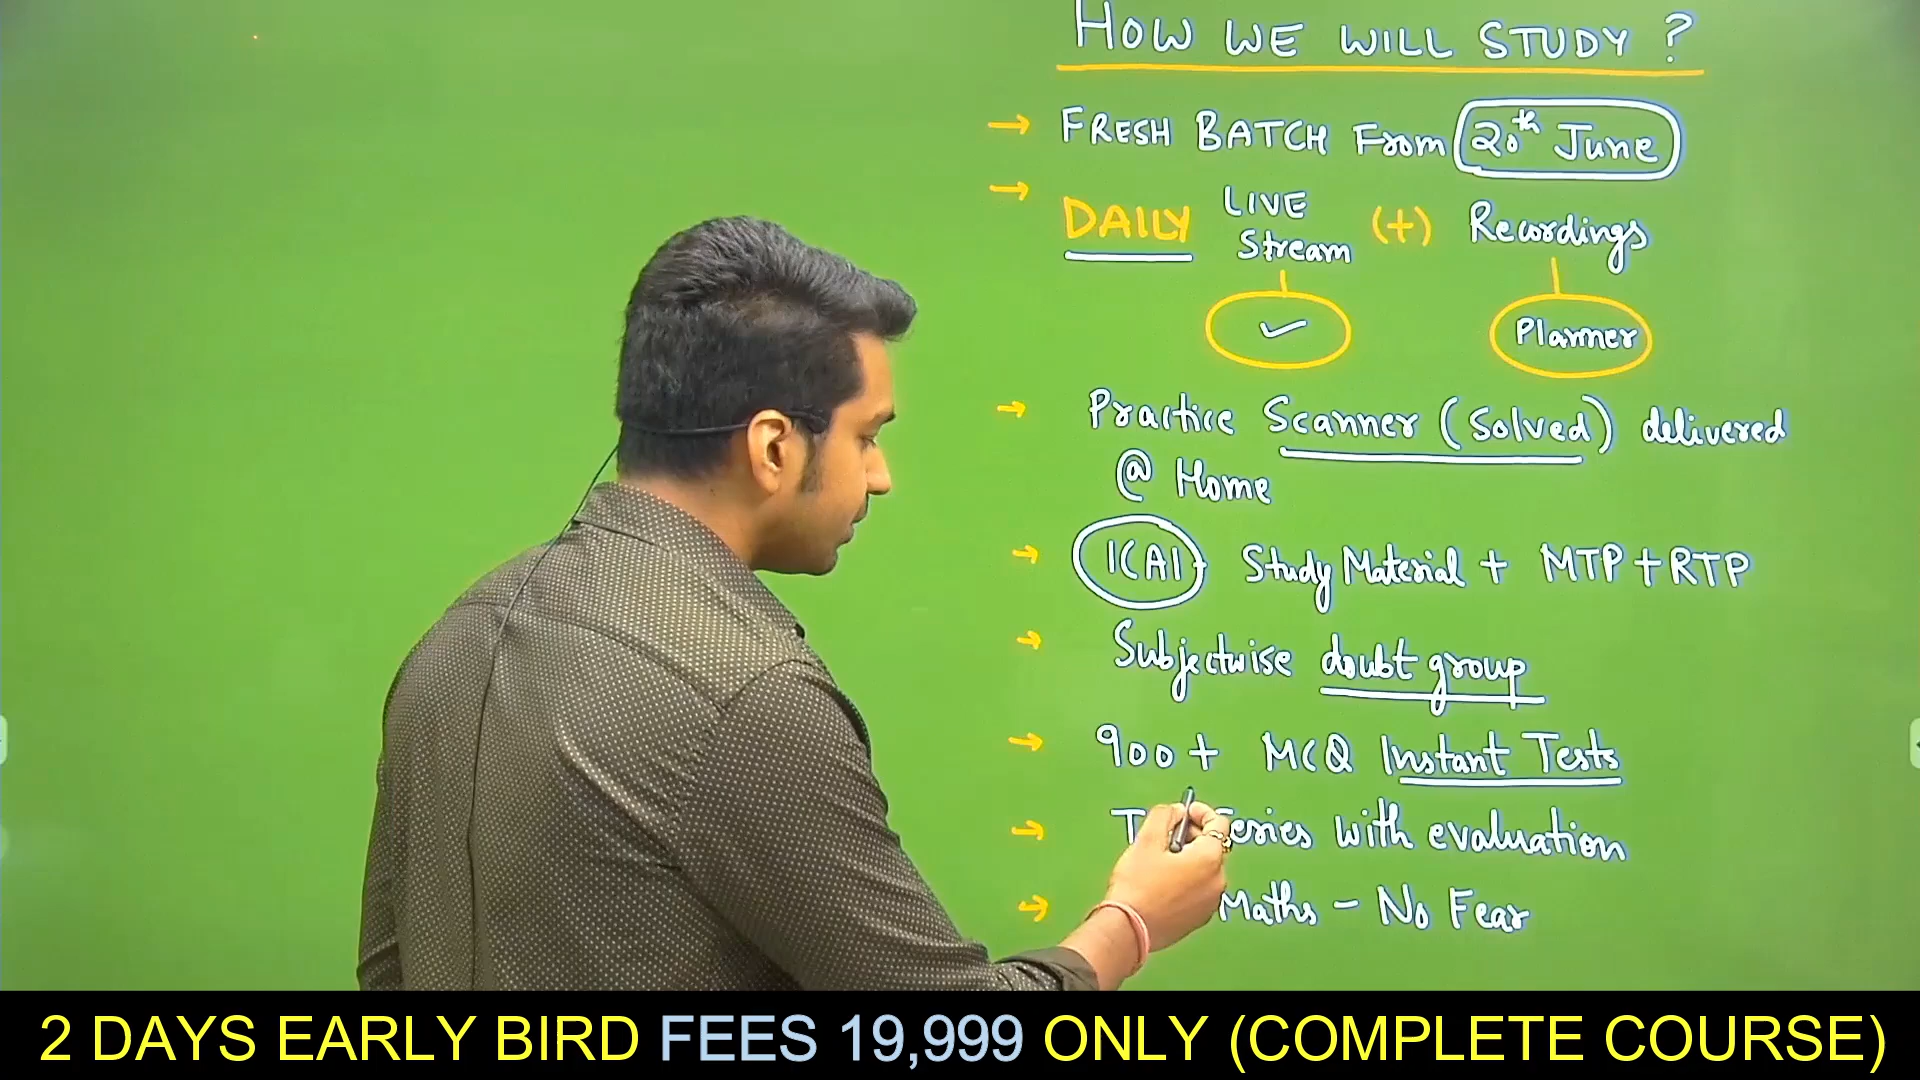 HOW WE WILL STUDY ?
→ FRESH BATCH From 20th June
→ DAILY LIVE Stream (+) Recordings
✓ Planner
→ Practice Scanner (Solved) delivered
@ Home
→ ICAI Study Material + MTP + RTP
→ Subjectwise doubt group
→ 900+ MCQ Instant Tests
→ Series with evaluation
→ Maths - No Fear
2 DAYS EARLY BIRD FEES 19,999 ONLY (COMPLETE COURSE)